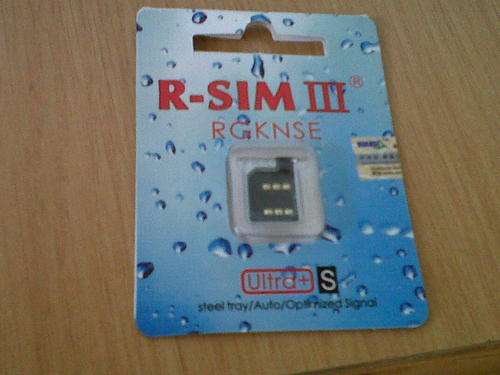 R-SIM III®
RGKNSE
Ultra+ S
steel tray/Auto/Optimized Signal